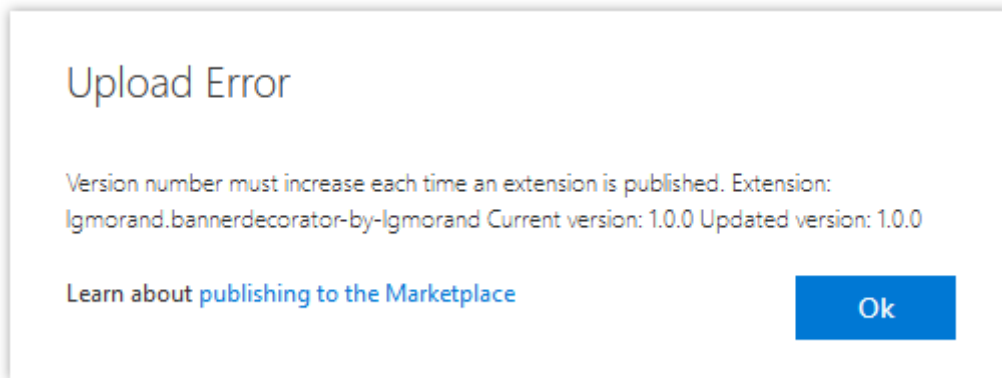 Upload Error
Version number must increase each time an extension is published. Extension:
lgmorand.bannerdecorator-by-lgmorand Current version: 1.0.0 Updated version: 1.0.0
Learn about publishing to the Marketplace
Ok